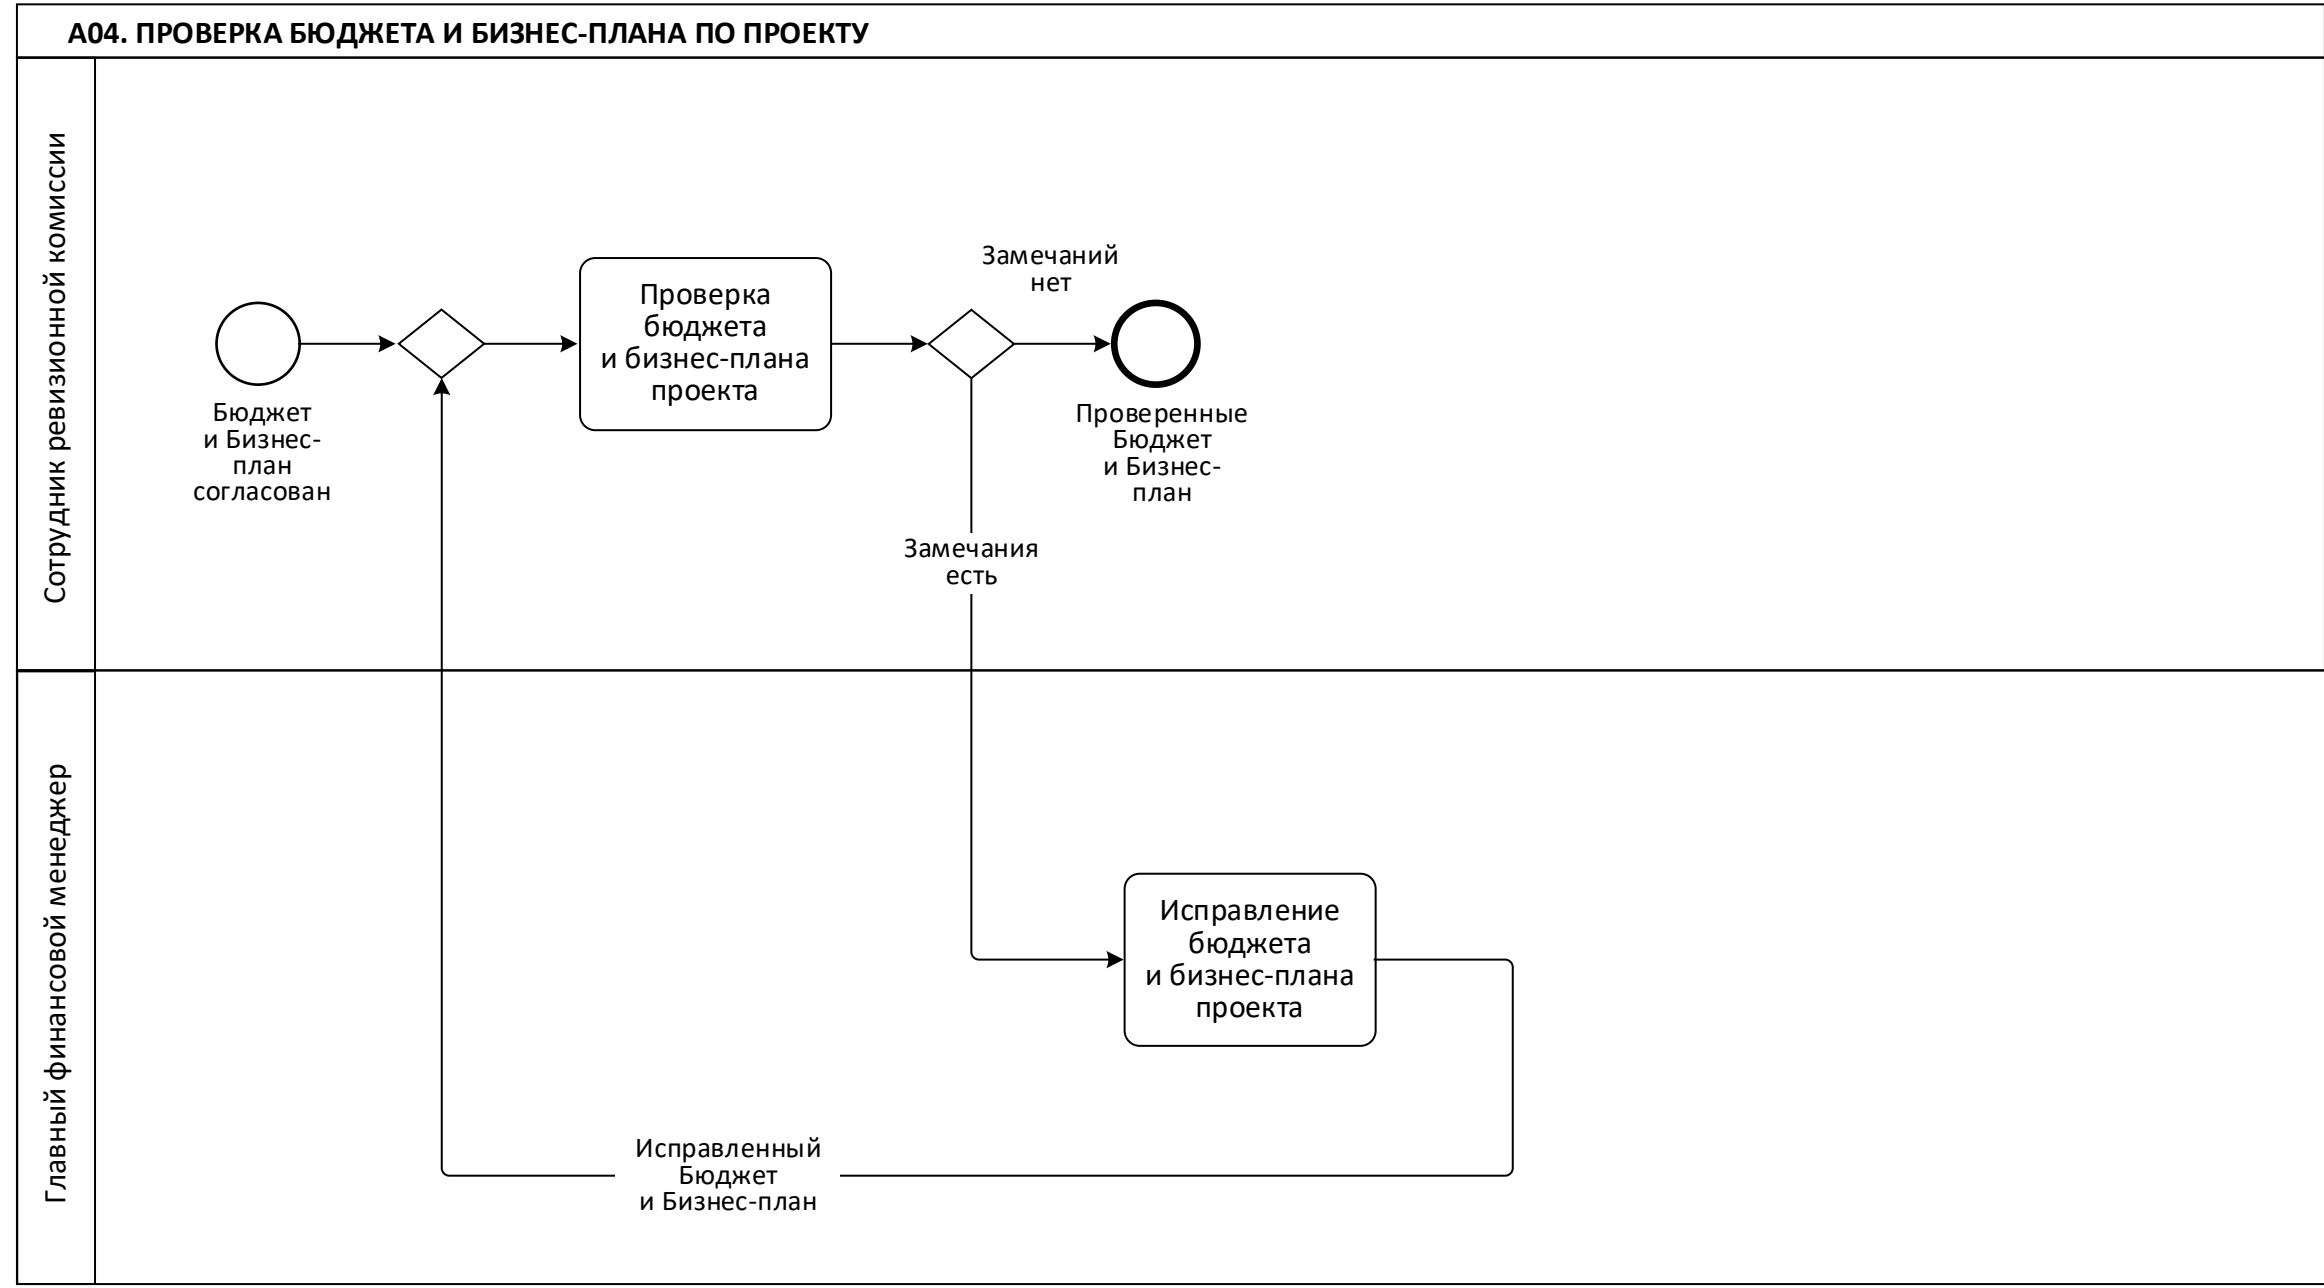 А04. ПРОВЕРКА БЮДЖЕТА И БИЗНЕС-ПЛАНА ПО ПРОЕКТУ
Сотрудник ревизионной комиссии
Бюджет
и Бизнес-
план
согласован
Проверка
бюджета
и бизнес-плана
проекта
Замечаний
нет
Проверенные
Бюджет
и Бизнес-
план
Замечания
есть
Главный финансовой менеджер
Исправление
бюджета
и бизнес-плана
проекта
Исправленный
Бюджет
и Бизнес-план